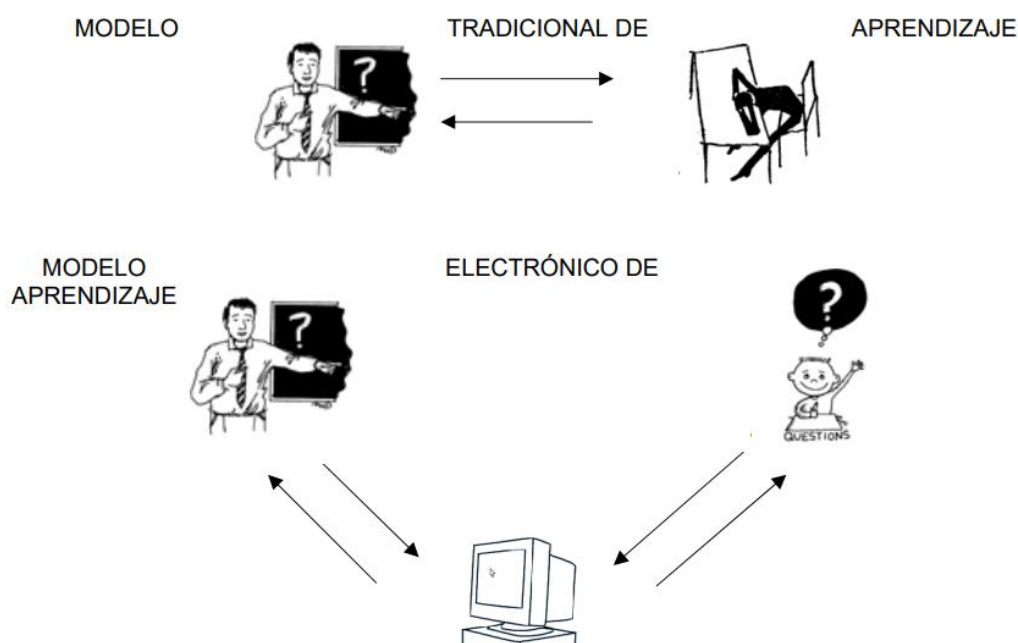 MODELO TRADICIONAL DE APRENDIZAJE
?
MODELO ELECTRÓNICO DE
APRENDIZAJE
?
?
QUESTIONS